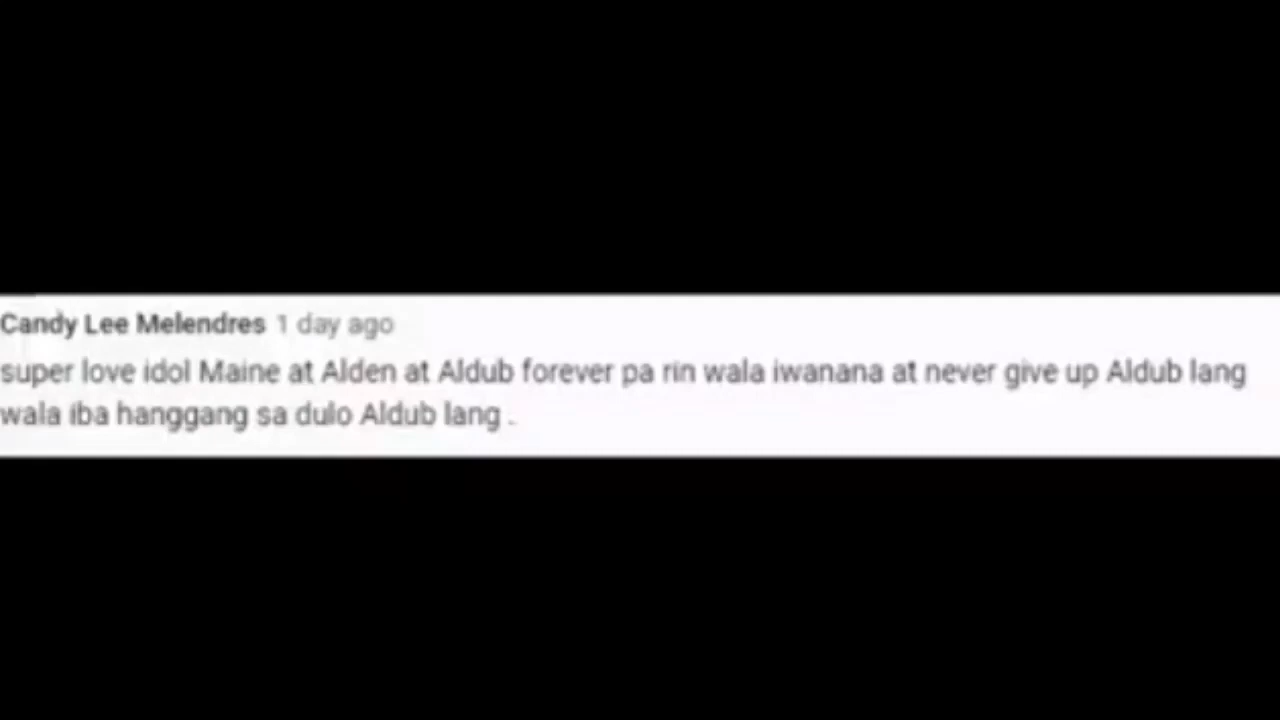 Candy Lee Melendres 1 day ago
super love idol Maine at Alden at Aldub forever pa rin wala iwanana at never give up Aldub lang
wala iba hanggang sa dulo Aldub lang .